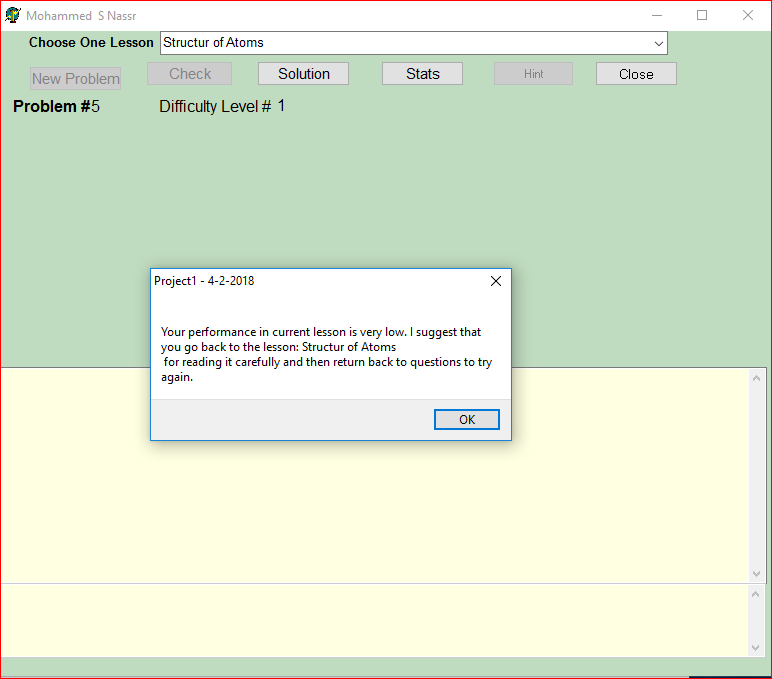 Mohammed  S Nassr
Choose One Lesson Structur of Atoms
New Problem Check Solution Stats Hint Close
Problem #5 Difficulty Level # 1
Project1 - 4-2-2018
Your performance in current lesson is very low. I suggest that
you go back to the lesson: Structur of Atoms
for reading it carefully and then return back to questions to try
again.
OK